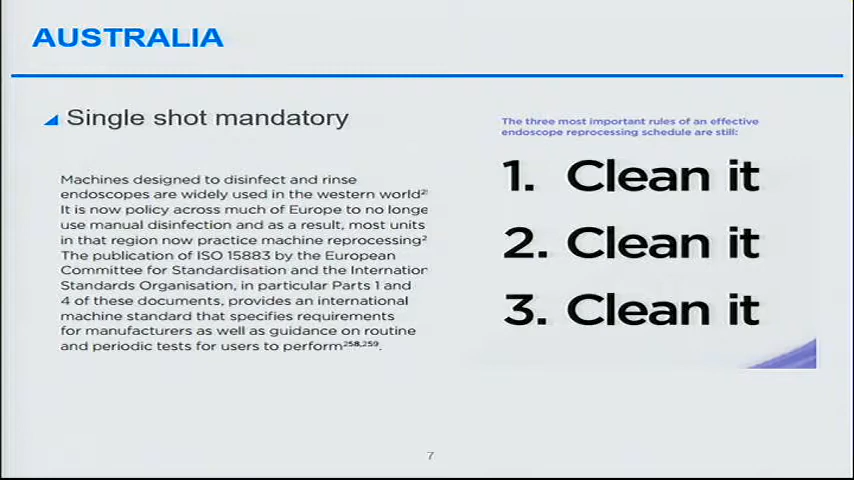 AUSTRALIA
Single shot mandatory
Machines designed to disinfect and rinse
endoscopes are widely used in the western world
It is now policy across much of Europe to no
use manual disinfection and as a result, most units
in that region now practice machine reprocessing
The publication of ISO 15883 by the European
Committee for Standardisation and the
Standards Organisation, in particular Parts 1 and
4 of these documents, provides an international
machine standard that specifies requirements
for manufacturers as well as guidance on routine
and periodic tests for users to perform258,259.
The three most important rules of an effective
endoscope reprocessing schedule are still:
1. Clean it
2. Clean it
3. Clean it
7